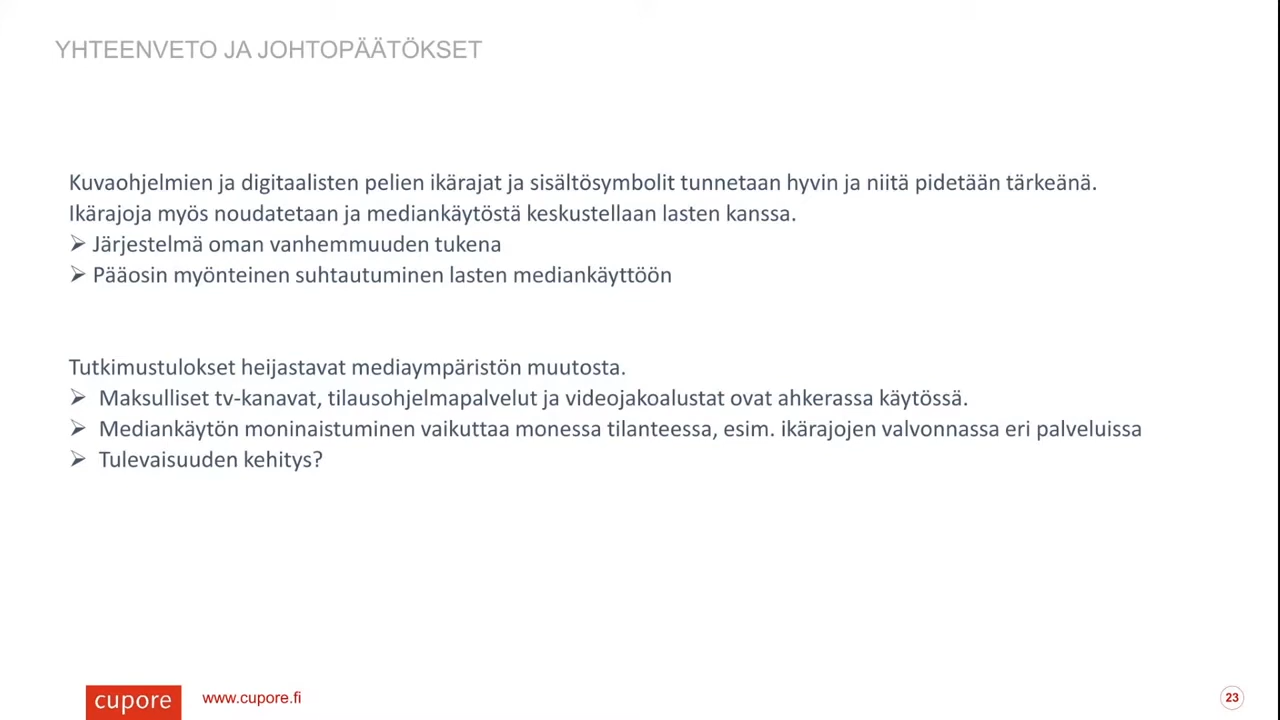 YHTEENVETO JA JOHTOPÄÄTÖKSET
Kuvaohjelmien ja digitaalisten pelien ikärajat ja sisältösymbolit tunnetaan hyvin ja niitä pidetään tärkeänä.
Ikärajoja myös noudatetaan ja mediankäytöstä keskustellaan lasten kanssa.
➢ Järjestelmä oman vanhemmuuden tukena
➢ Pääosin myönteinen suhtautuminen lasten mediankäyttöön
Tutkimustulokset heijastavat mediaympäristön muutosta.
➢ Maksulliset tv-kanavat, tilausohjelmapalvelut ja videojakoalustat ovat ahkerassa käytössä.
➢ Mediankäytön moninaistuminen vaikuttaa monessa tilanteessa, esim. ikärajojen valvonnassa eri palveluissa
➢ Tulevaisuuden kehitys?
cupore www.cupore.fi 23